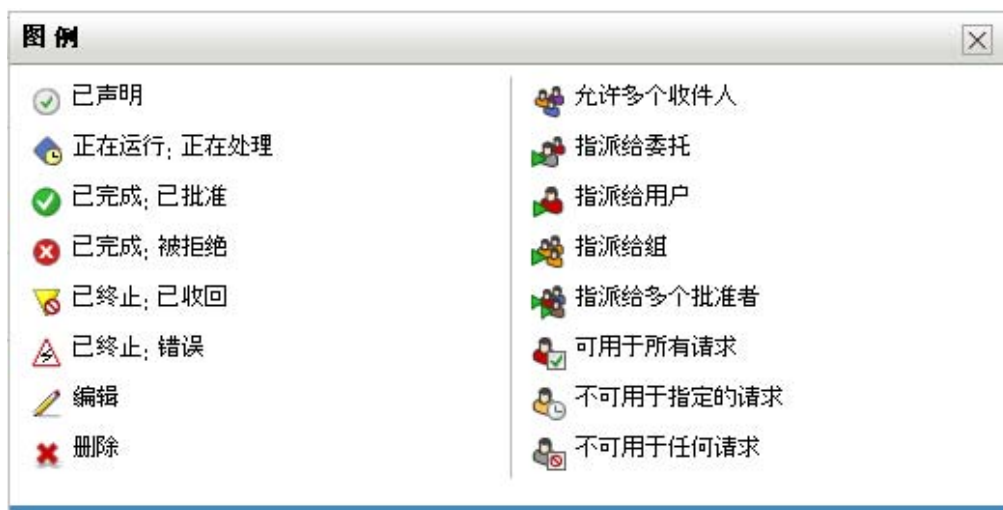 图例
已声明
正在运行: 正在处理
已完成: 已批准
已完成: 被拒绝
已终止: 已收回
已终止: 错误
编辑
删除
允许多个收件人
指派给委托
指派给用户
指派给组
指派给多个批准者
可用于所有请求
不可用于指定的请求
不可用于任何请求